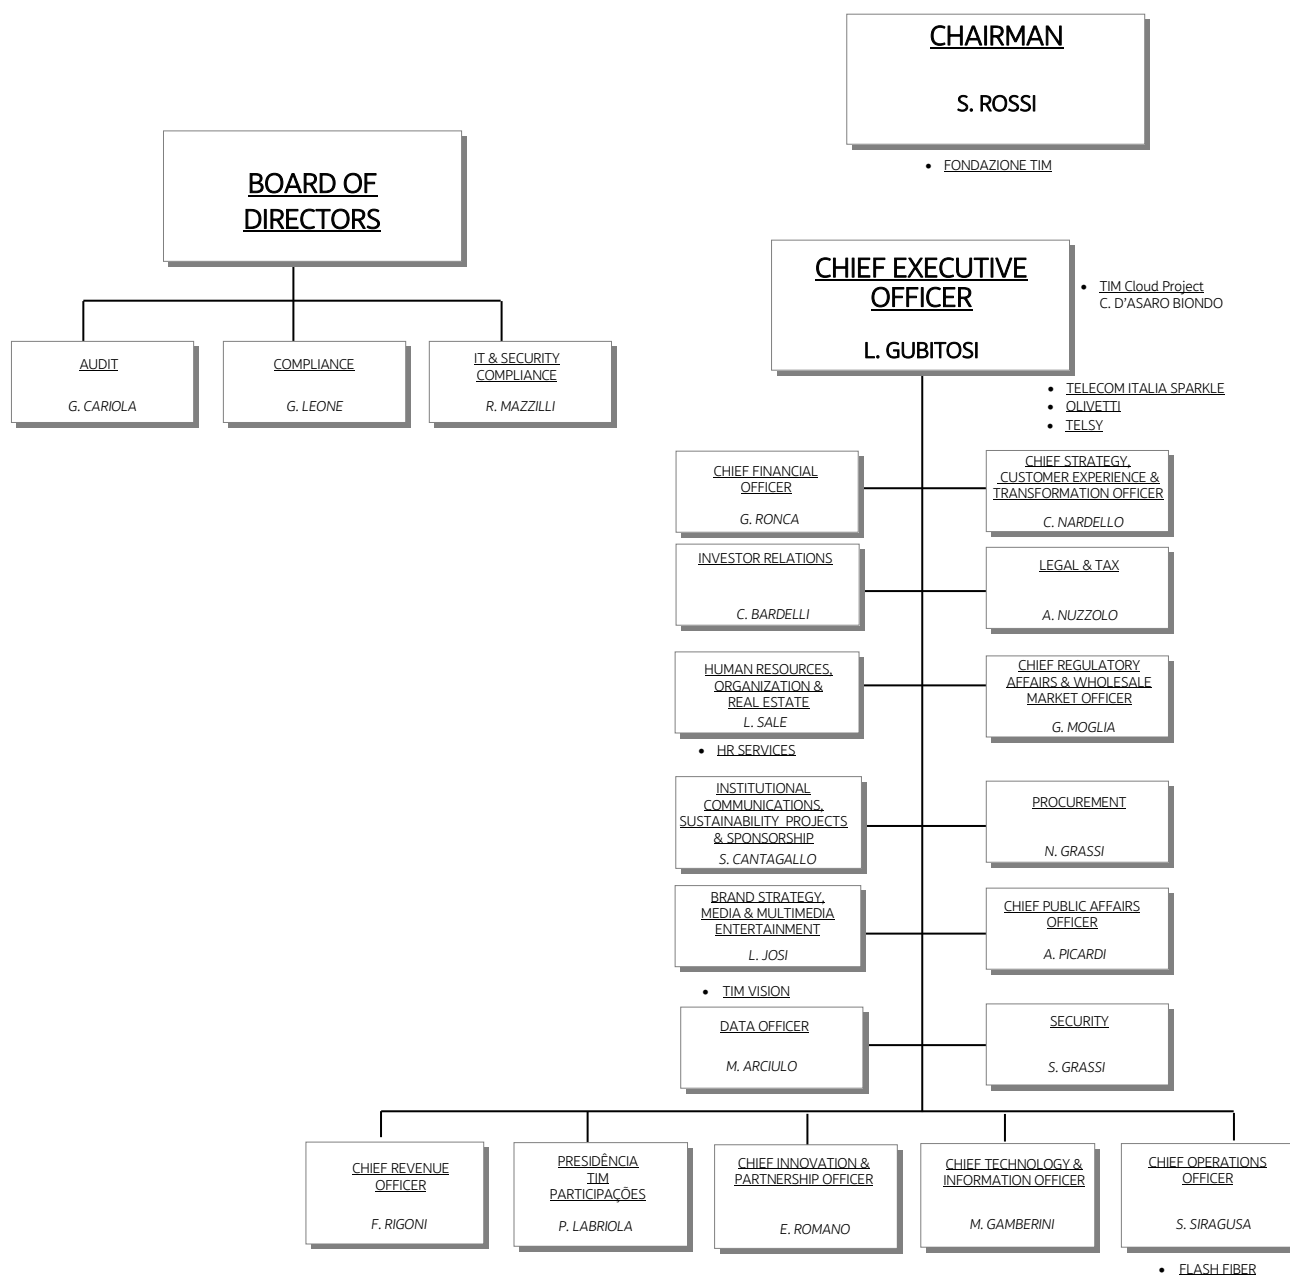 CHAIRMAN
S. ROSSI
• FONDAZIONE TIM
BOARD OF
DIRECTORS
AUDIT
G. CARIOLA
COMPLIANCE
G. LEONE
IT & SECURITY
COMPLIANCE
R. MAZZILLI
CHIEF EXECUTIVE
OFFICER
L. GUBITOSI
• TIM Cloud Project
C. D'ASARO BIONDO
• TELECOM ITALIA SPARKLE
• OLIVETTI
• TELSY
CHIEF FINANCIAL
OFFICER
G. RONCA
CHIEF STRATEGY,
CUSTOMER EXPERIENCE &
TRANSFORMATION OFFICER
C. NARDELLO
INVESTOR RELATIONS
C. BARDELLI
LEGAL & TAX
A. NUZZOLO
HUMAN RESOURCES,
ORGANIZATION &
REAL ESTATE
L. SALE
• HR SERVICES
CHIEF REGULATORY
AFFAIRS & WHOLESALE
MARKET OFFICER
G. MOGLIA
INSTITUTIONAL
COMMUNICATIONS,
SUSTAINABILITY PROJECTS
& SPONSORSHIP
S. CANTAGALLO
PROCUREMENT
N. GRASSI
BRAND STRATEGY,
MEDIA & MULTIMEDIA
ENTERTAINMENT
L. JOSI
• TIM VISION
CHIEF PUBLIC AFFAIRS
OFFICER
A. PICARDI
DATA OFFICER
M. ARCIULO
SECURITY
S. GRASSI
CHIEF REVENUE
OFFICER
F. RIGONI
PRESIDÊNCIA
TIM
PARTICIPAÇÕES
P. LABRIOLA
CHIEF INNOVATION &
PARTNERSHIP OFFICER
E. ROMANO
CHIEF TECHNOLOGY &
INFORMATION OFFICER
M. GAMBERINI
CHIEF OPERATIONS
OFFICER
S. SIRAGUSA
• FLASH FIBER